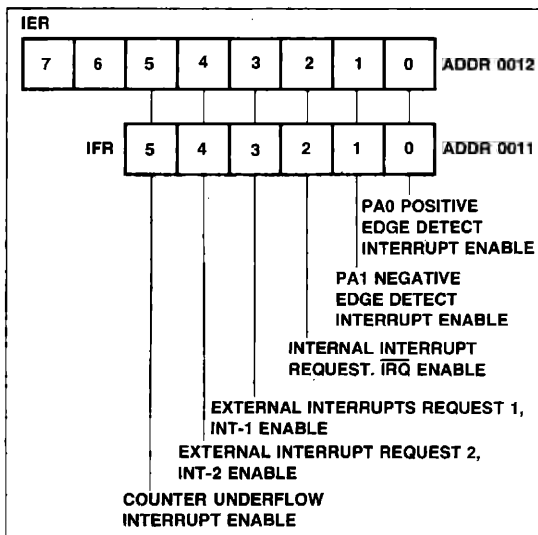 IER
7 6 5 4 3 2 1 0 ADDR 0012
IFR 5 4 3 2 1 0 ADDR 0011
PA0 POSITIVE
EDGE DETECT
INTERRUPT ENABLE
PA1 NEGATIVE
EDGE DETECT
INTERRUPT ENABLE
INTERNAL INTERRUPT
REQUEST. IRQ ENABLE
EXTERNAL INTERRUPTS REQUEST 1,
INT-1 ENABLE
EXTERNAL INTERRUPT REQUEST 2,
INT-2 ENABLE
COUNTER UNDERFLOW
INTERRUPT ENABLE